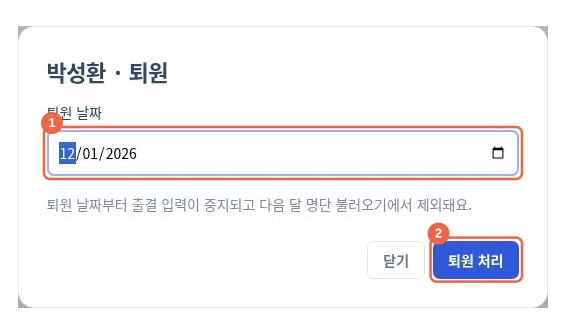 박성환 · 퇴원
퇴원 날짜
1
12/01/2026
퇴원 날짜부터 출결 입력이 중지되고 다음 달 명단 불러오기에서 제외돼요.
2
닫기 퇴원 처리